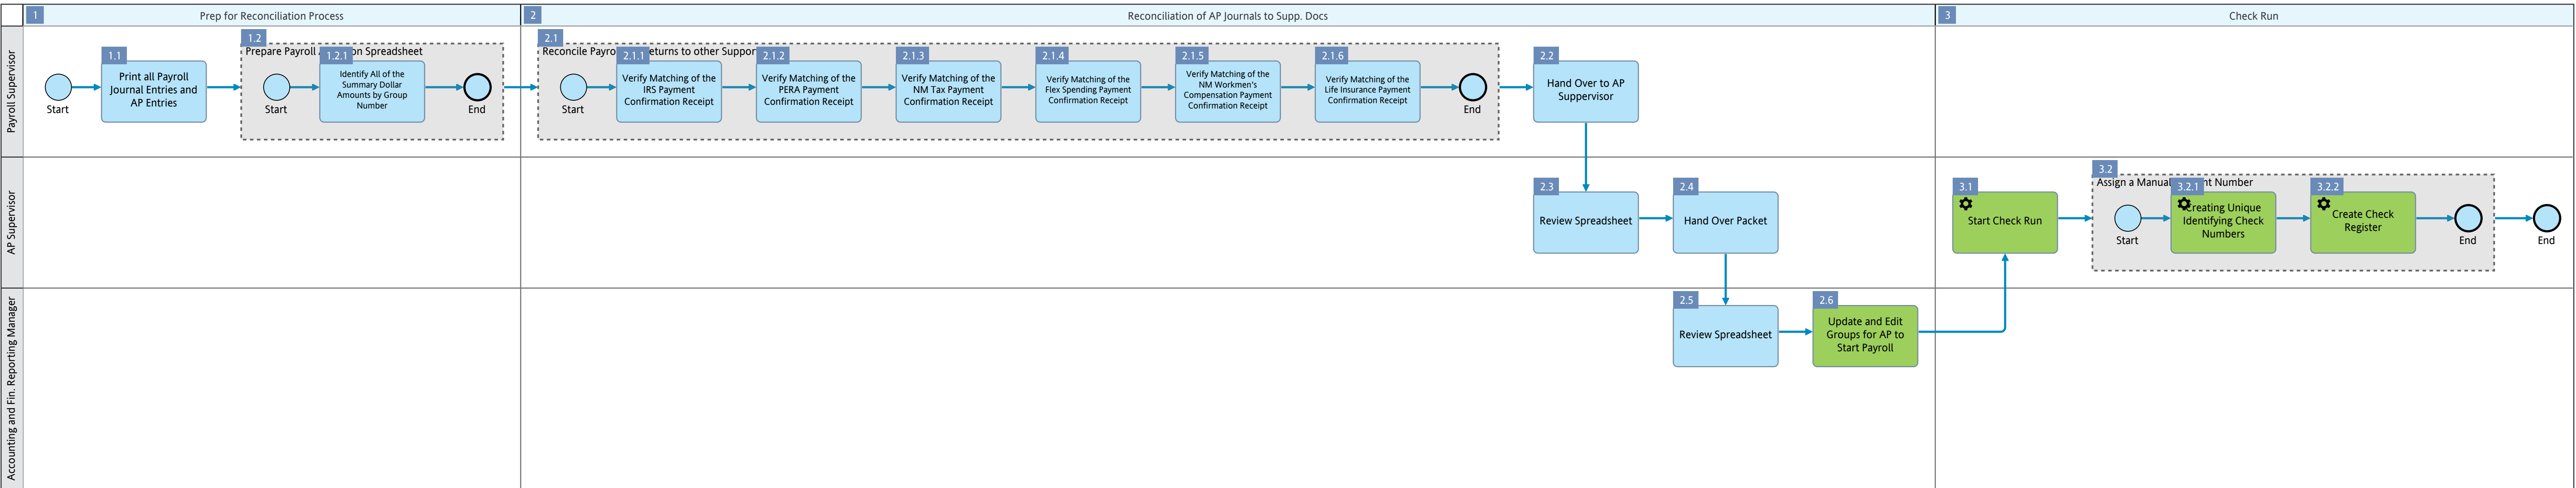 1 Prep for Reconciliation Process
2 Reconciliation of AP Journals to Supp. Docs
3 Check Run
Payroll Supervisor
Start
1.1
Print all Payroll
Journal Entries and
AP Entries
1.2
Prepare Payroll on Spreadsheet
Start
1.2.1
Identify All of the
Summary Dollar
Amounts by Group
Number
End
2.1
Reconcile to other
Start
2.1.1
Verify Matching of the
IRS Payment
Confirmation Receipt
2.1.2
Verify Matching of the
PERA Payment
Confirmation Receipt
2.1.3
Verify Matching of the
NM Tax Payment
Confirmation Receipt
2.1.4
Verify Matching of the
Flex Spending Payment
Confirmation Receipt
2.1.5
Verify Matching of the
NM Workmen's
Compensation Payment
Confirmation Receipt
2.1.6
Verify Matching of the
Life Insurance Payment
Confirmation Receipt
End
2.2
Hand Over to AP
Suppervisor
AP Supervisor
2.3
Review Spreadsheet
2.4
Hand Over Packet
3.1
Start Check Run
3.2
Assign a Manual Number
Start
3.2.1
Creating Unique
Identifying Check
Numbers
3.2.2
Create Check
Register
End
End
Accounting and Fin. Reporting Manager
2.5
Review Spreadsheet
2.6
Update and Edit
Groups for AP to
Start Payroll